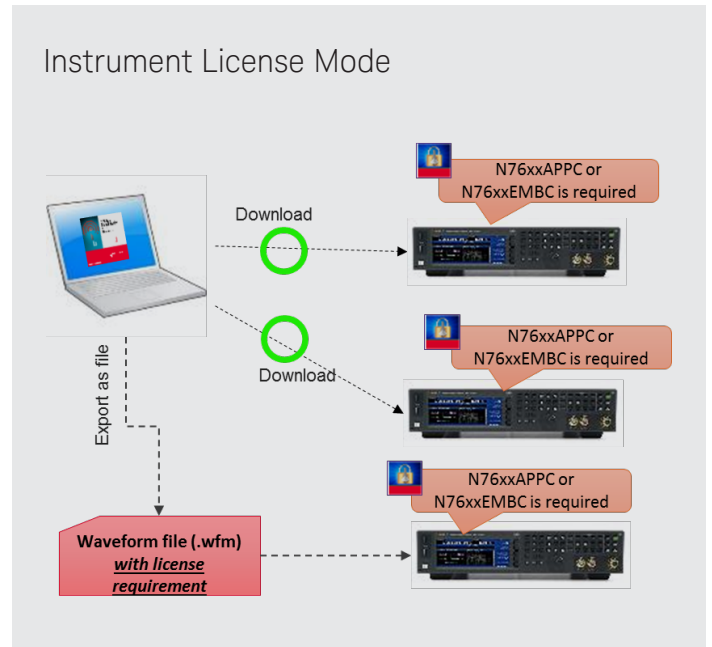 Instrument License Mode
N76xxAPPC or
N76xxEMBC is required
Download
N76xxAPPC or
N76xxEMBC is required
Download
Export as file
N76xxAPPC or
N76xxEMBC is required
Waveform file (.wfm)
with license
requirement